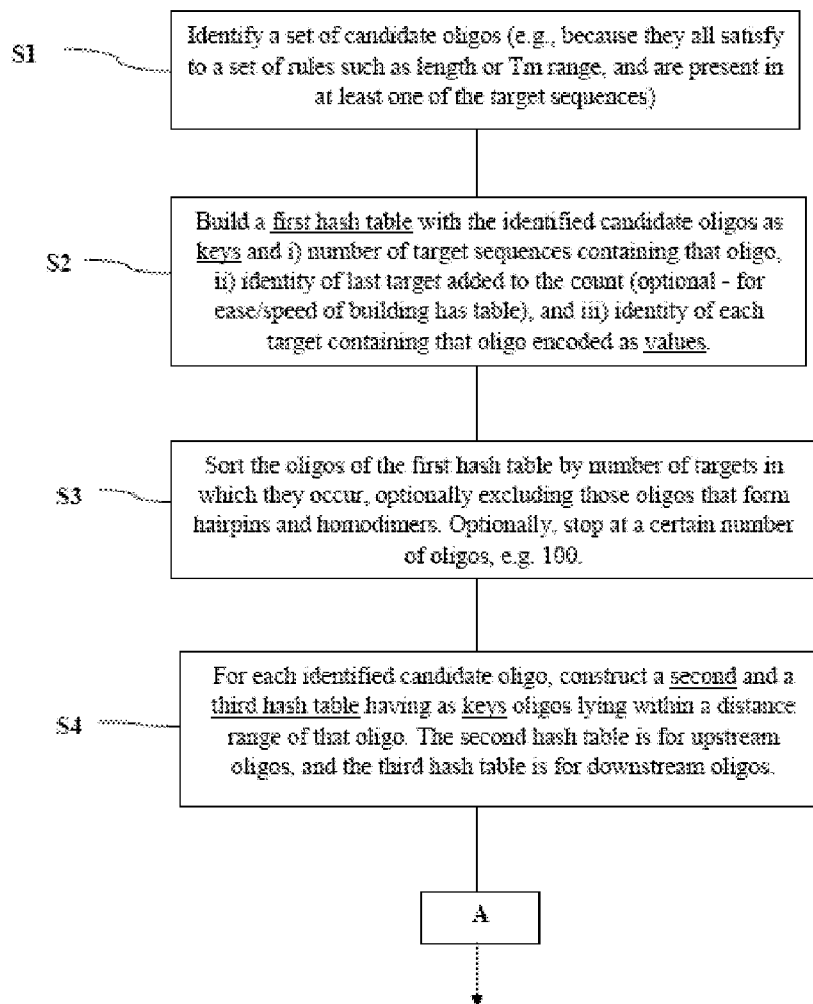 S1
Identify a set of candidate oligos (e.g., because they all satisfy
to a set of rules such as length or Tm range, and are present in
at least one of the target sequences)
S2
Build a first hash table with the identified candidate oligos as
keys and i) number of target sequences containing that oligo,
ii) identity of last target added to the count (optional - for
ease/speed of building has table), and iii) identity of each
target containing that oligo encoded as values.
S3
Sort the oligos of the first hash table by number of targets in
which they occur, optionally excluding those oligos that form
hairpins and homodimers. Optionally, stop at a certain number
of oligos, e.g. 100.
S4
For each identified candidate oligo, construct a second and a
third hash table having as keys oligos lying within a distance
range of that oligo. The second hash table is for upstream
oligos, and the third hash table is for downstream oligos.
A